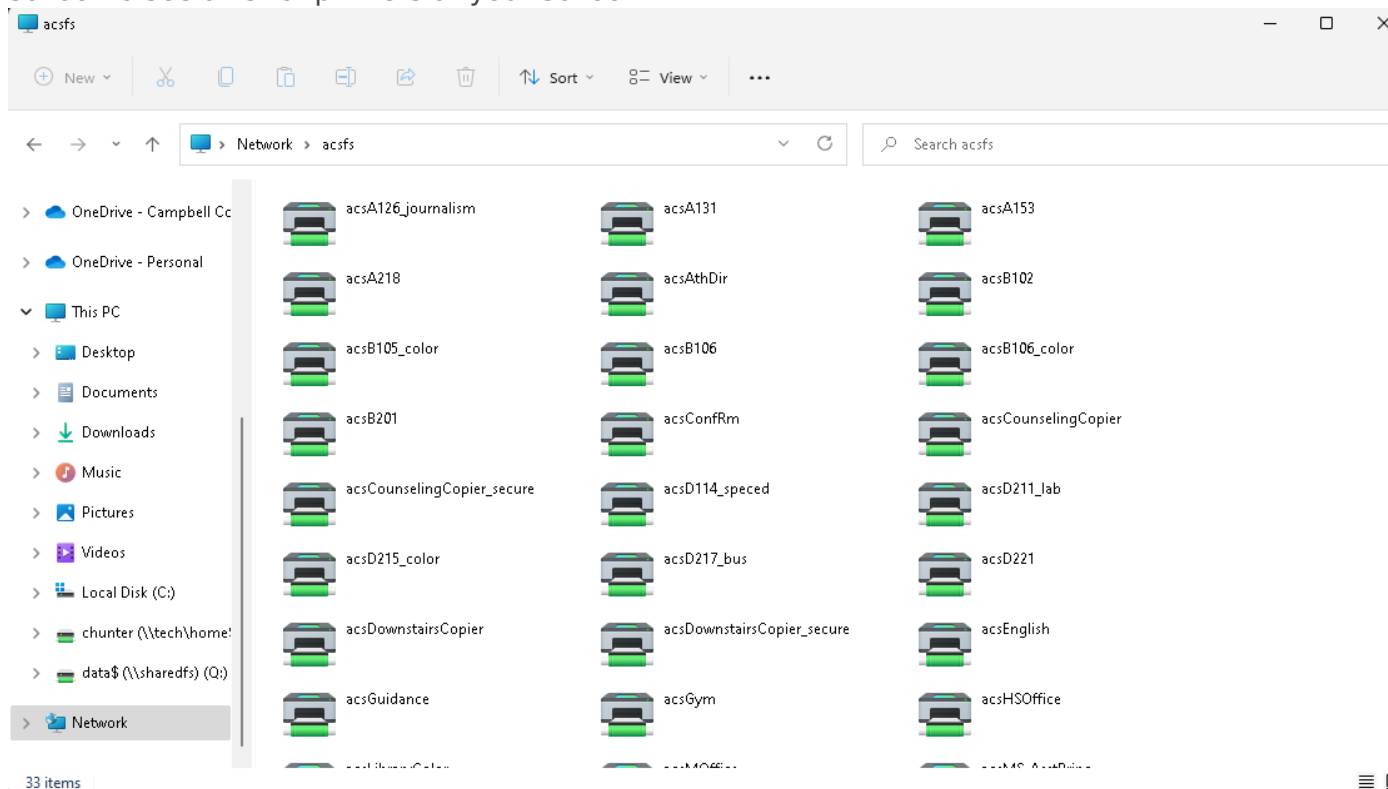 acsfs
New
Sort
View
Network > acsfs
Search acsfs
OneDrive - Campbell Cc
OneDrive - Personal
This PC
Desktop
Documents
Downloads
Music
Pictures
Videos
Local Disk (C:)
chunter (\\tech\home
data$ (\\sharedfs) (Q:)
Network
acsA126_journalism
acsA131
acsA153
acsA218
acsAthDir
acsB102
acsB105_color
acsB106
acsB106_color
acsB201
acsConfRm
acsCounselingCopier
acsCounselingCopier_secure
acsD114_speced
acsD211_lab
acsD215_color
acsD217_bus
acsD221
acsDownstairsCopier
acsDownstairsCopier_secure
acsEnglish
acsGuidance
acsGym
acsHSOffice
33 items